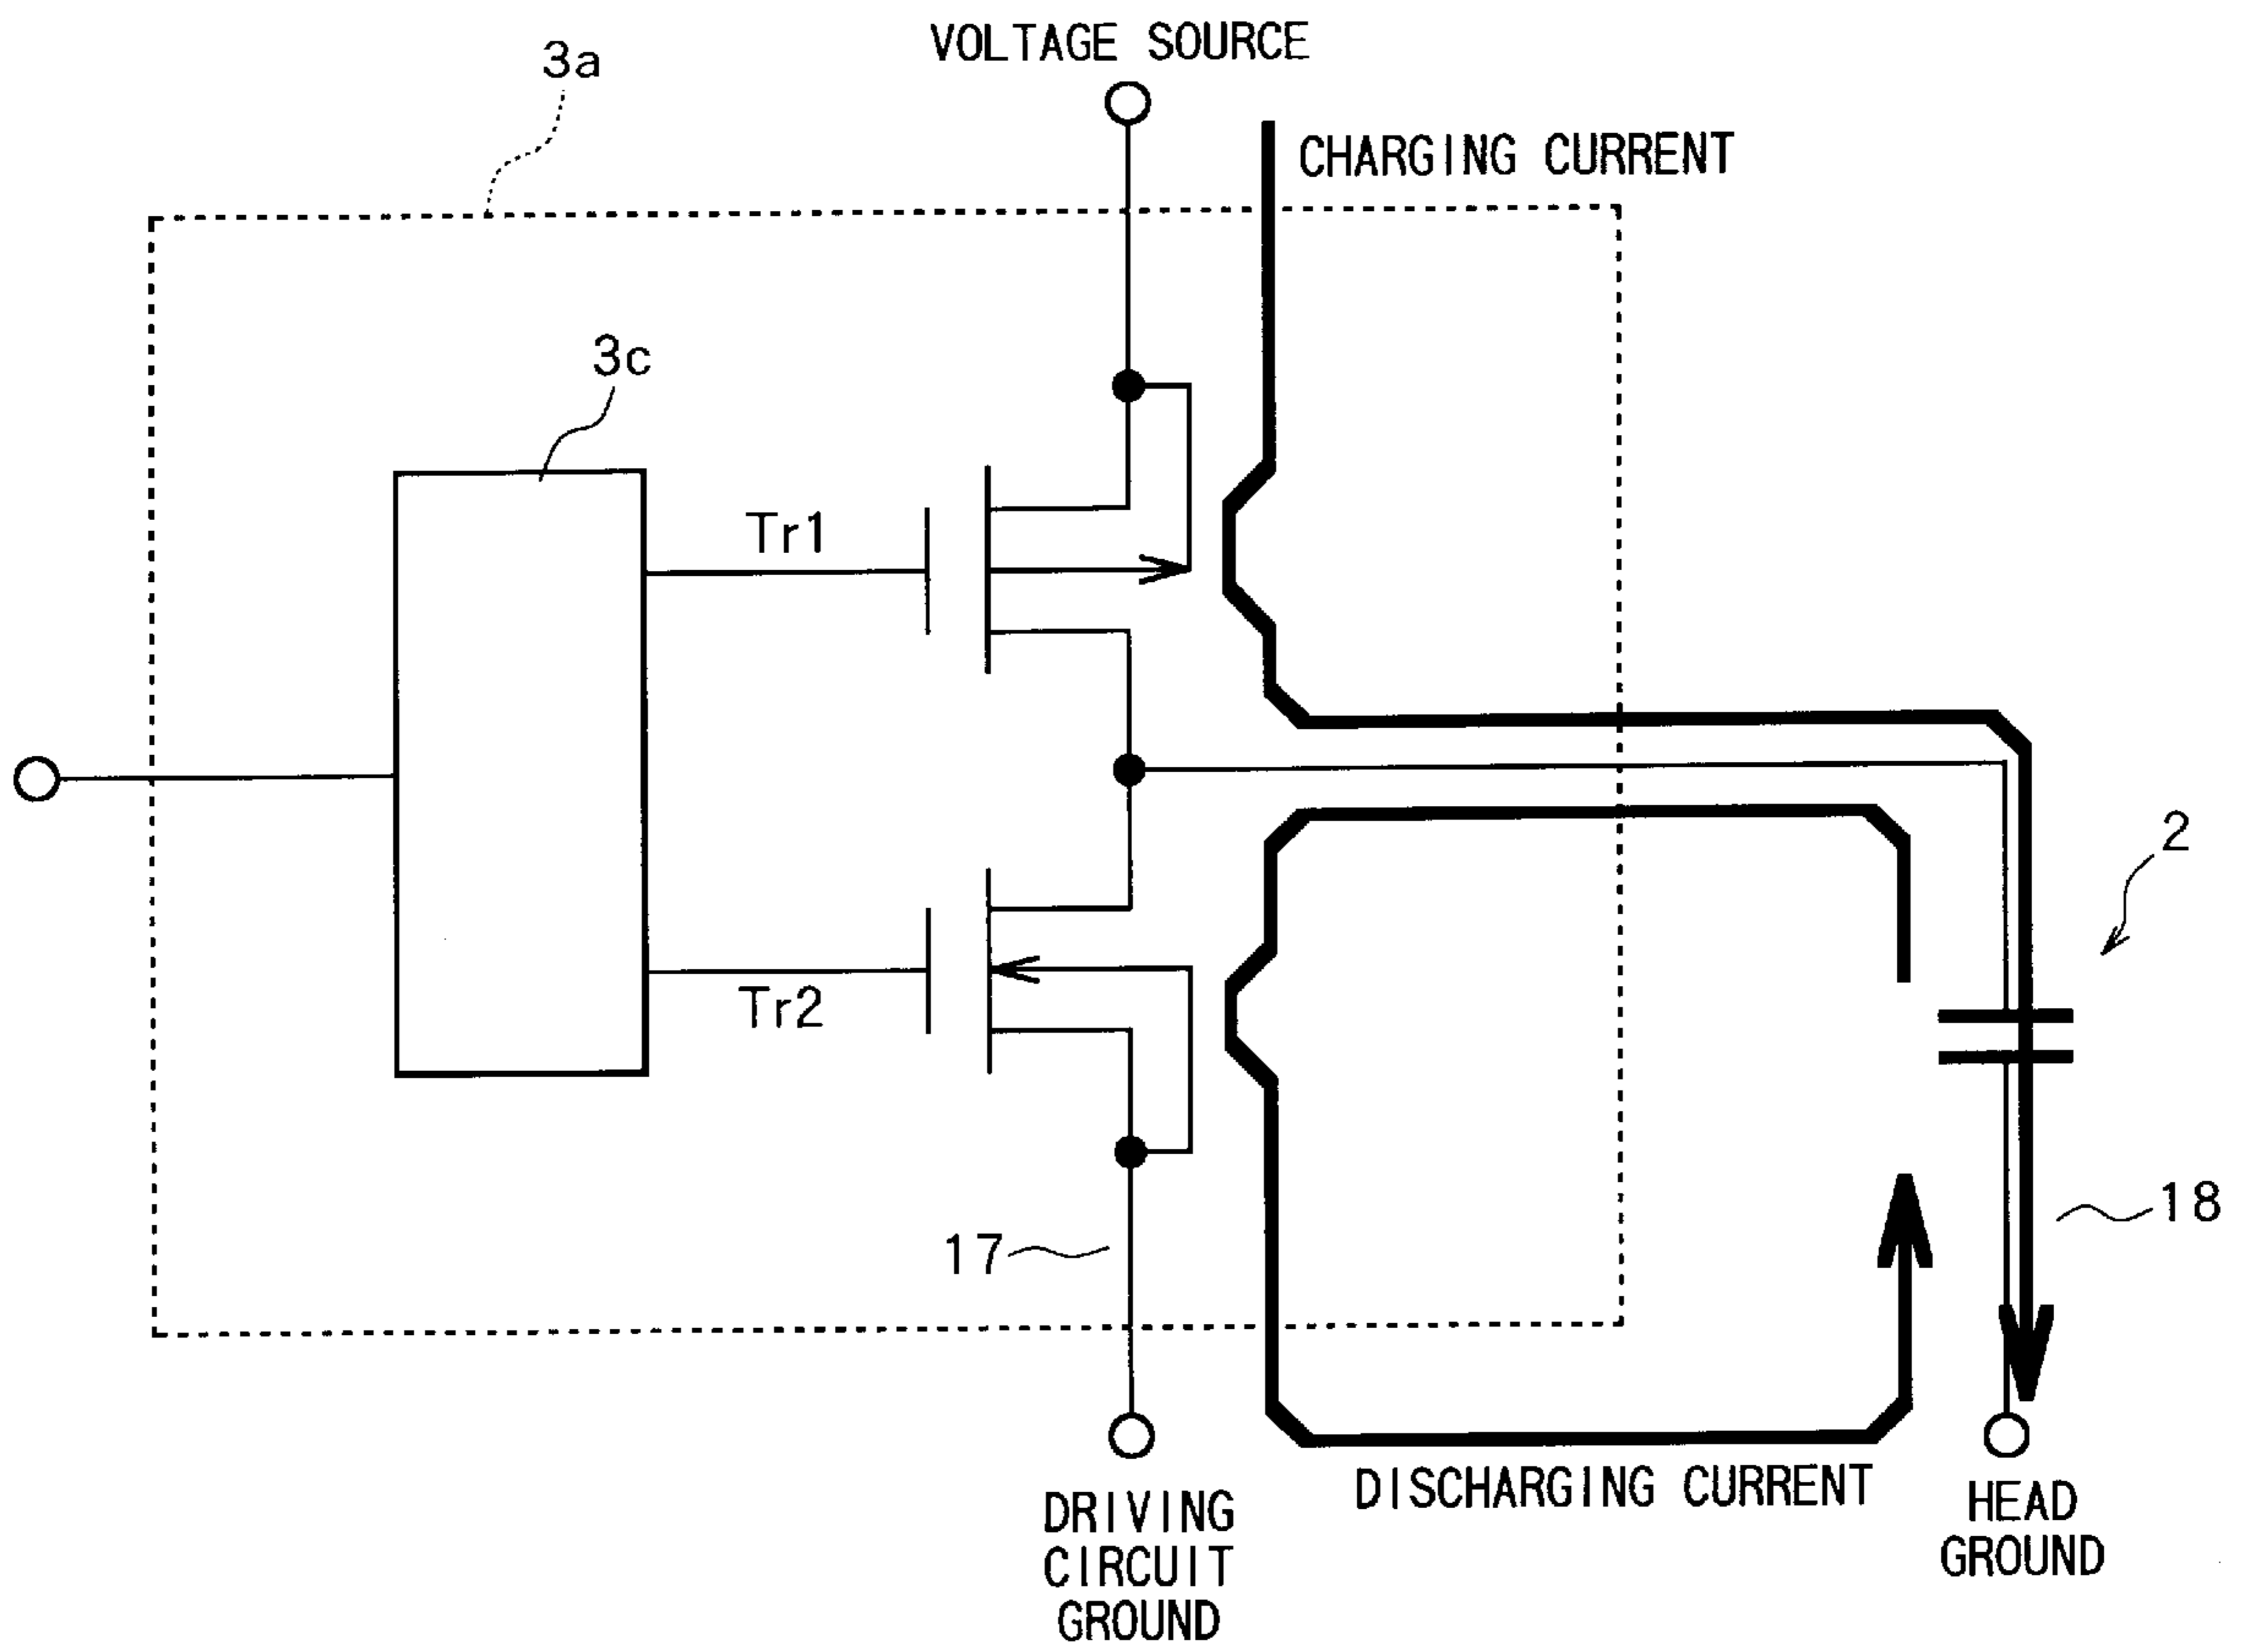 VOLTAGE SOURCE
3a
CHARGING CURRENT
3c
Tr1
2
Tr2
18
17
DISCHARGING CURRENT
HEAD
GROUND
DRIVING
CIRCUIT
GROUND